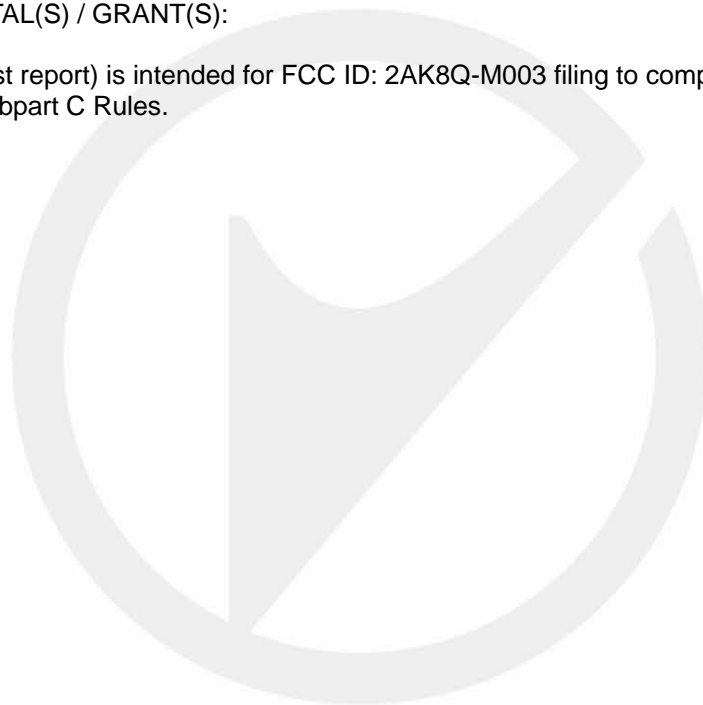 TAL(S) / GRANT(S):
st report) is intended for FCC ID: 2AK8Q-M003 filing to comp
bpart C Rules.